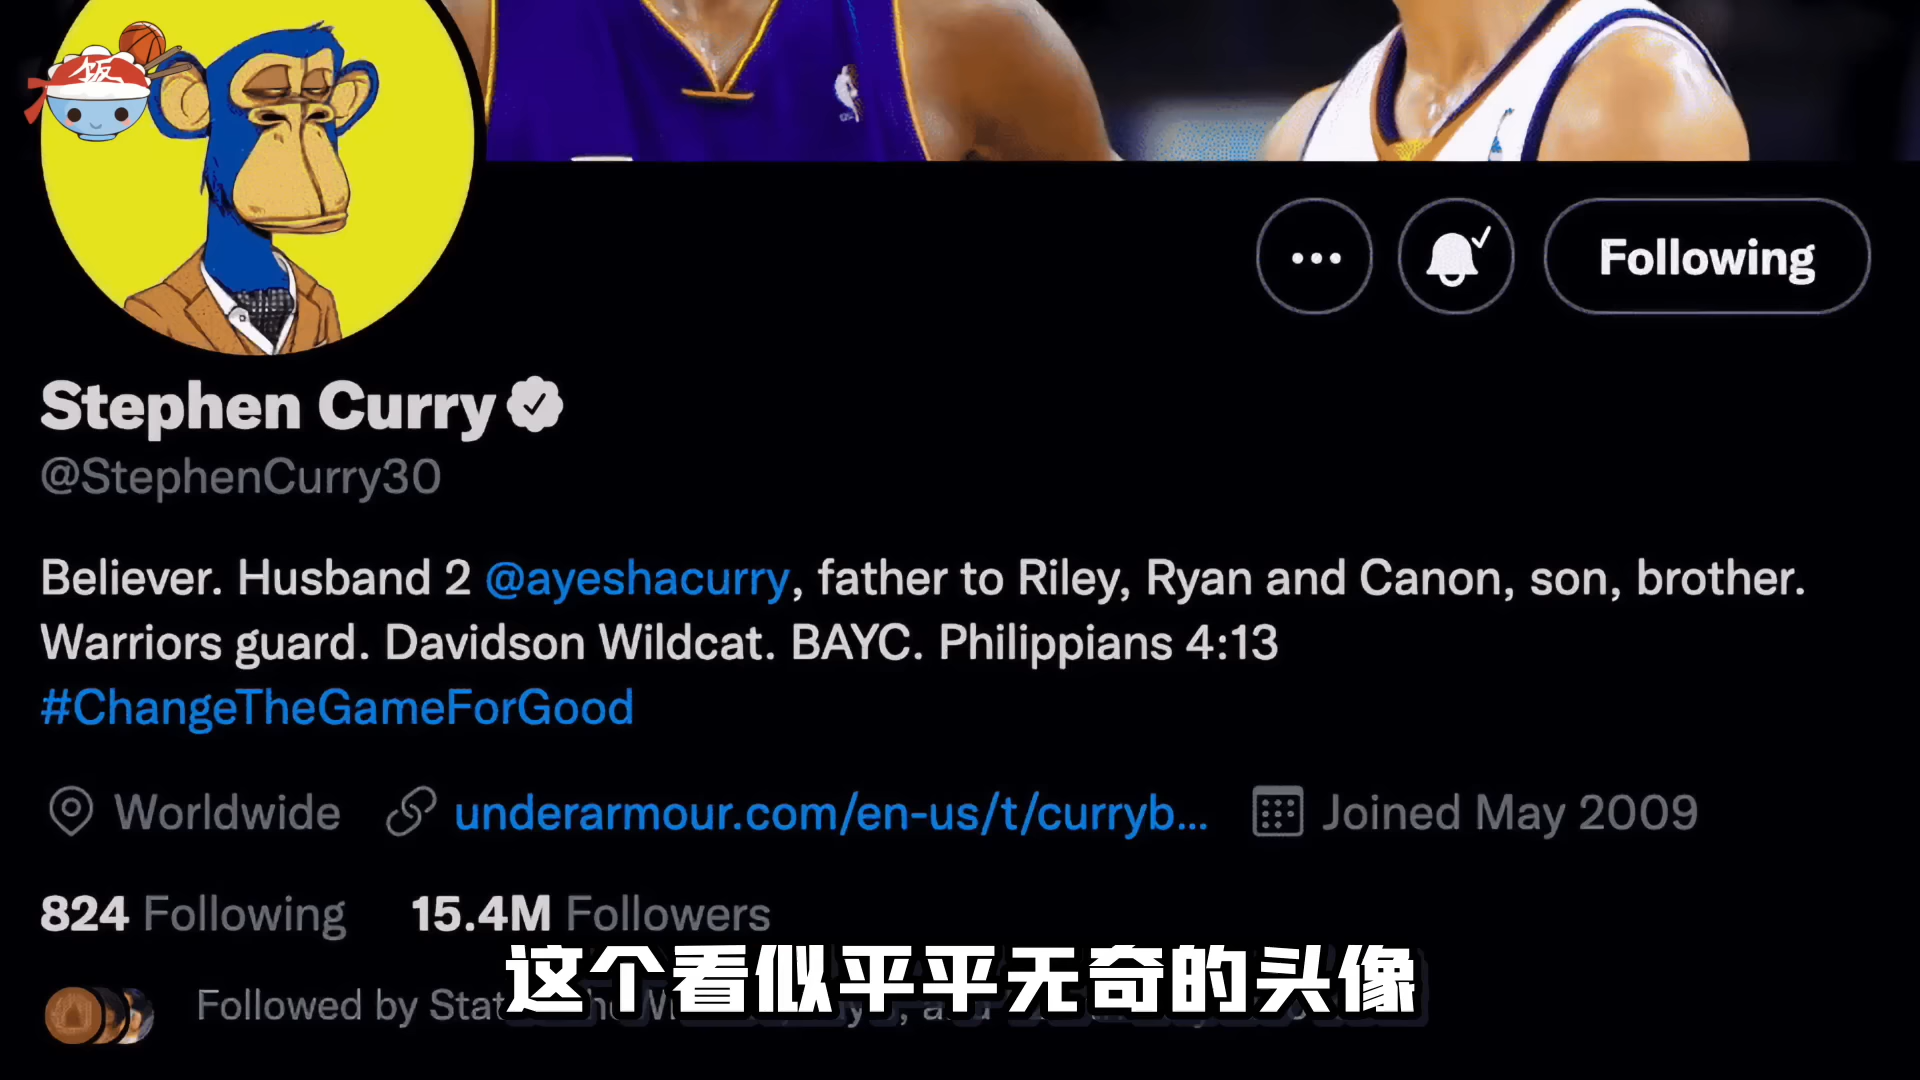 饭
Following
Stephen Curry
@StephenCurry30
Believer. Husband 2 @ayeshacurry, father to Riley, Ryan and Canon, son, brother.
Warriors guard. Davidson Wildcat. BAYC. Philippians 4:13
#ChangeTheGameForGood
Worldwide underarmour.com/en-us/t/curryb... Joined May 2009
824 Following 15.4M Followers
Followed by
这个看似平平无奇的头像